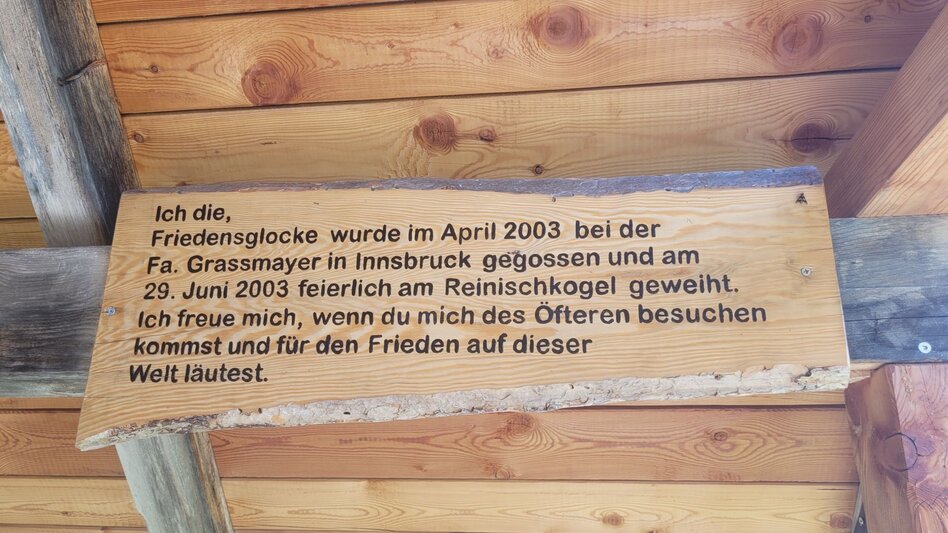 Ich die,
Friedensglocke wurde im April 2003 bei der
Fa. Grassmayer in Innsbruck gegossen und am
29. Juni 2003 feierlich am Reinischkogel geweiht.
Ich freue mich, wenn du mich des Öfteren besuchen
kommst und für den Frieden auf dieser
Welt läutest.